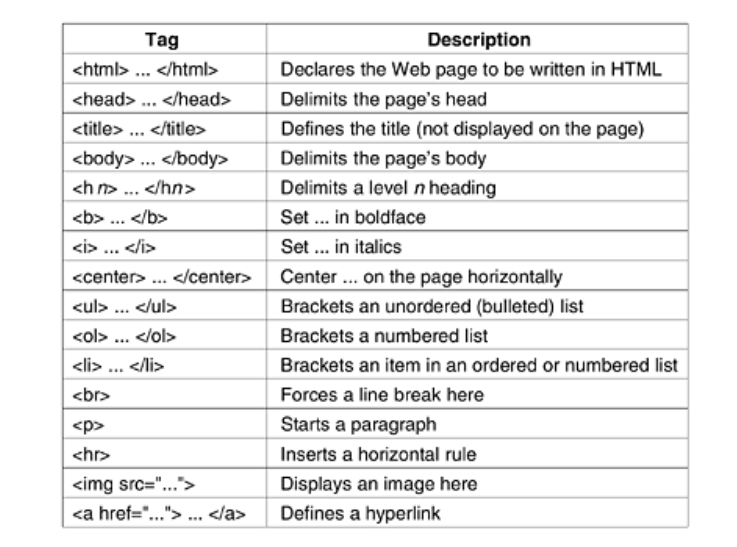 Tag Description
<html> ... </html> Declares the Web page to be written in HTML
<head> ... </head> Delimits the page's head
<title> ... </title> Defines the title (not displayed on the page)
<body> ... </body> Delimits the page's body
<h n> ... </hn> Delimits a level n heading
<b> ... </b> Set ... in boldface
<i> ... </i> Set ... in italics
<center> ... </center> Center ... on the page horizontally
<ul> ... </ul> Brackets an unordered (bulleted) list
<ol> ... </ol> Brackets a numbered list
<li> ... </li> Brackets an item in an ordered or numbered list
<br> Forces a line break here
<p> Starts a paragraph
<hr> Inserts a horizontal rule
<img src="..."> Displays an image here
<a href="..."> ... </a> Defines a hyperlink